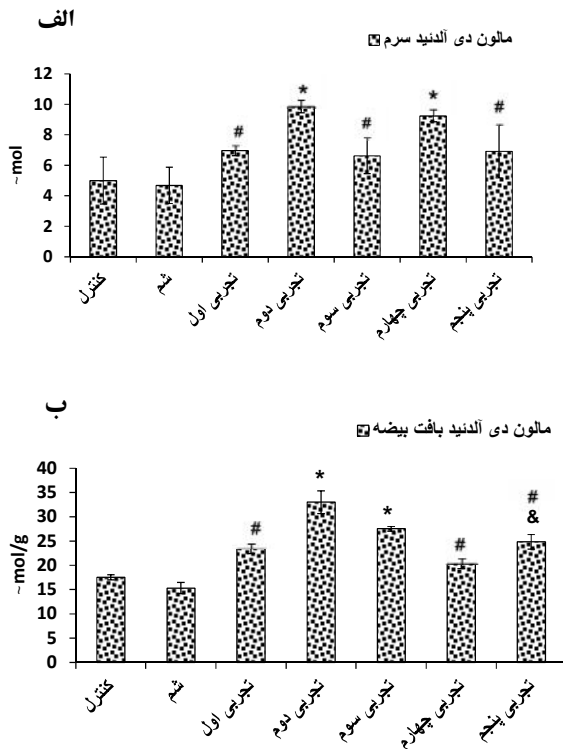 الف
مالون دی آلدئید سرم
12
10
8
6
4
2
0
~mol
# * # * #
کنترل
شم
تجربی اول
تجربی دوم
تجربی سوم
تجربی چهارم
تجربی پنجم
ب
مالون دی آلدئید بافت بیضه
40
35
30
25
20
15
10
5
0
~mol/g
# * * # #
&
کنترل
شم
تجربی اول
تجربی دوم
تجربی سوم
تجربی چهارم
تجربی پنجم